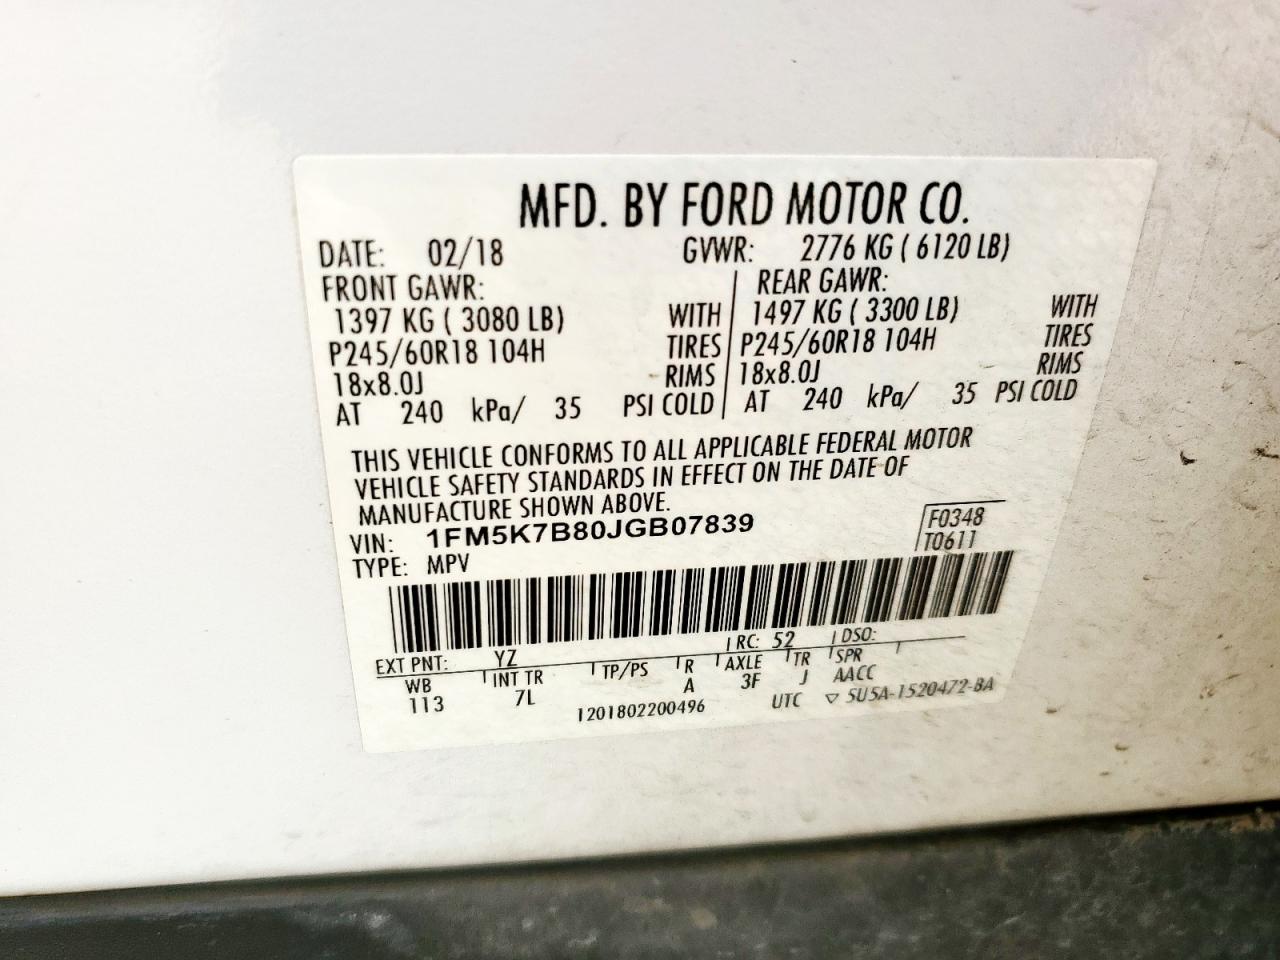 MFD. BY FORD MOTOR CO.
DATE: 02/18 GVWR: 2776 KG ( 6120 LB)
FRONT GAWR: REAR GAWR:
1397 KG ( 3080 LB) WITH 1497 KG ( 3300 LB) WITH
P245/60R18 104H TIRES P245/60R18 104H TIRES
18x8.0J RIMS 18x8.0J RIMS
AT 240 kPa/ 35 PSI COLD AT 240 kPa/ 35 PSI COLD
THIS VEHICLE CONFORMS TO ALL APPLICABLE FEDERAL MOTOR
VEHICLE SAFETY STANDARDS IN EFFECT ON THE DATE OF
MANUFACTURE SHOWN ABOVE.
VIN: 1FM5K7B80JGB07839 F0348
TYPE: MPV T0611
EXT PNT: YZ RC: 52 DSO:
WB INT TR TP/PS R AXLE TR SPR
113 7L A 3F J AACC
1201802200496 UTC ▽ SU5A-1520472-BA